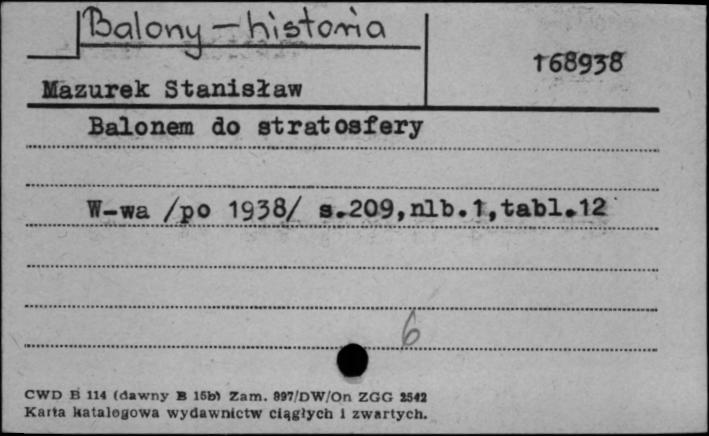 Balony – historia
168938
Mazurek Stanisław
Balonem do stratosfery
W-wa /po 1938/ s.209,nlb.1,tabl.12
6
CWD B 114 (dawny B 15b) Zam. 897/DW/On ZGG 2542
Karta katalogowa wydawnictw ciągłych i zwartych.